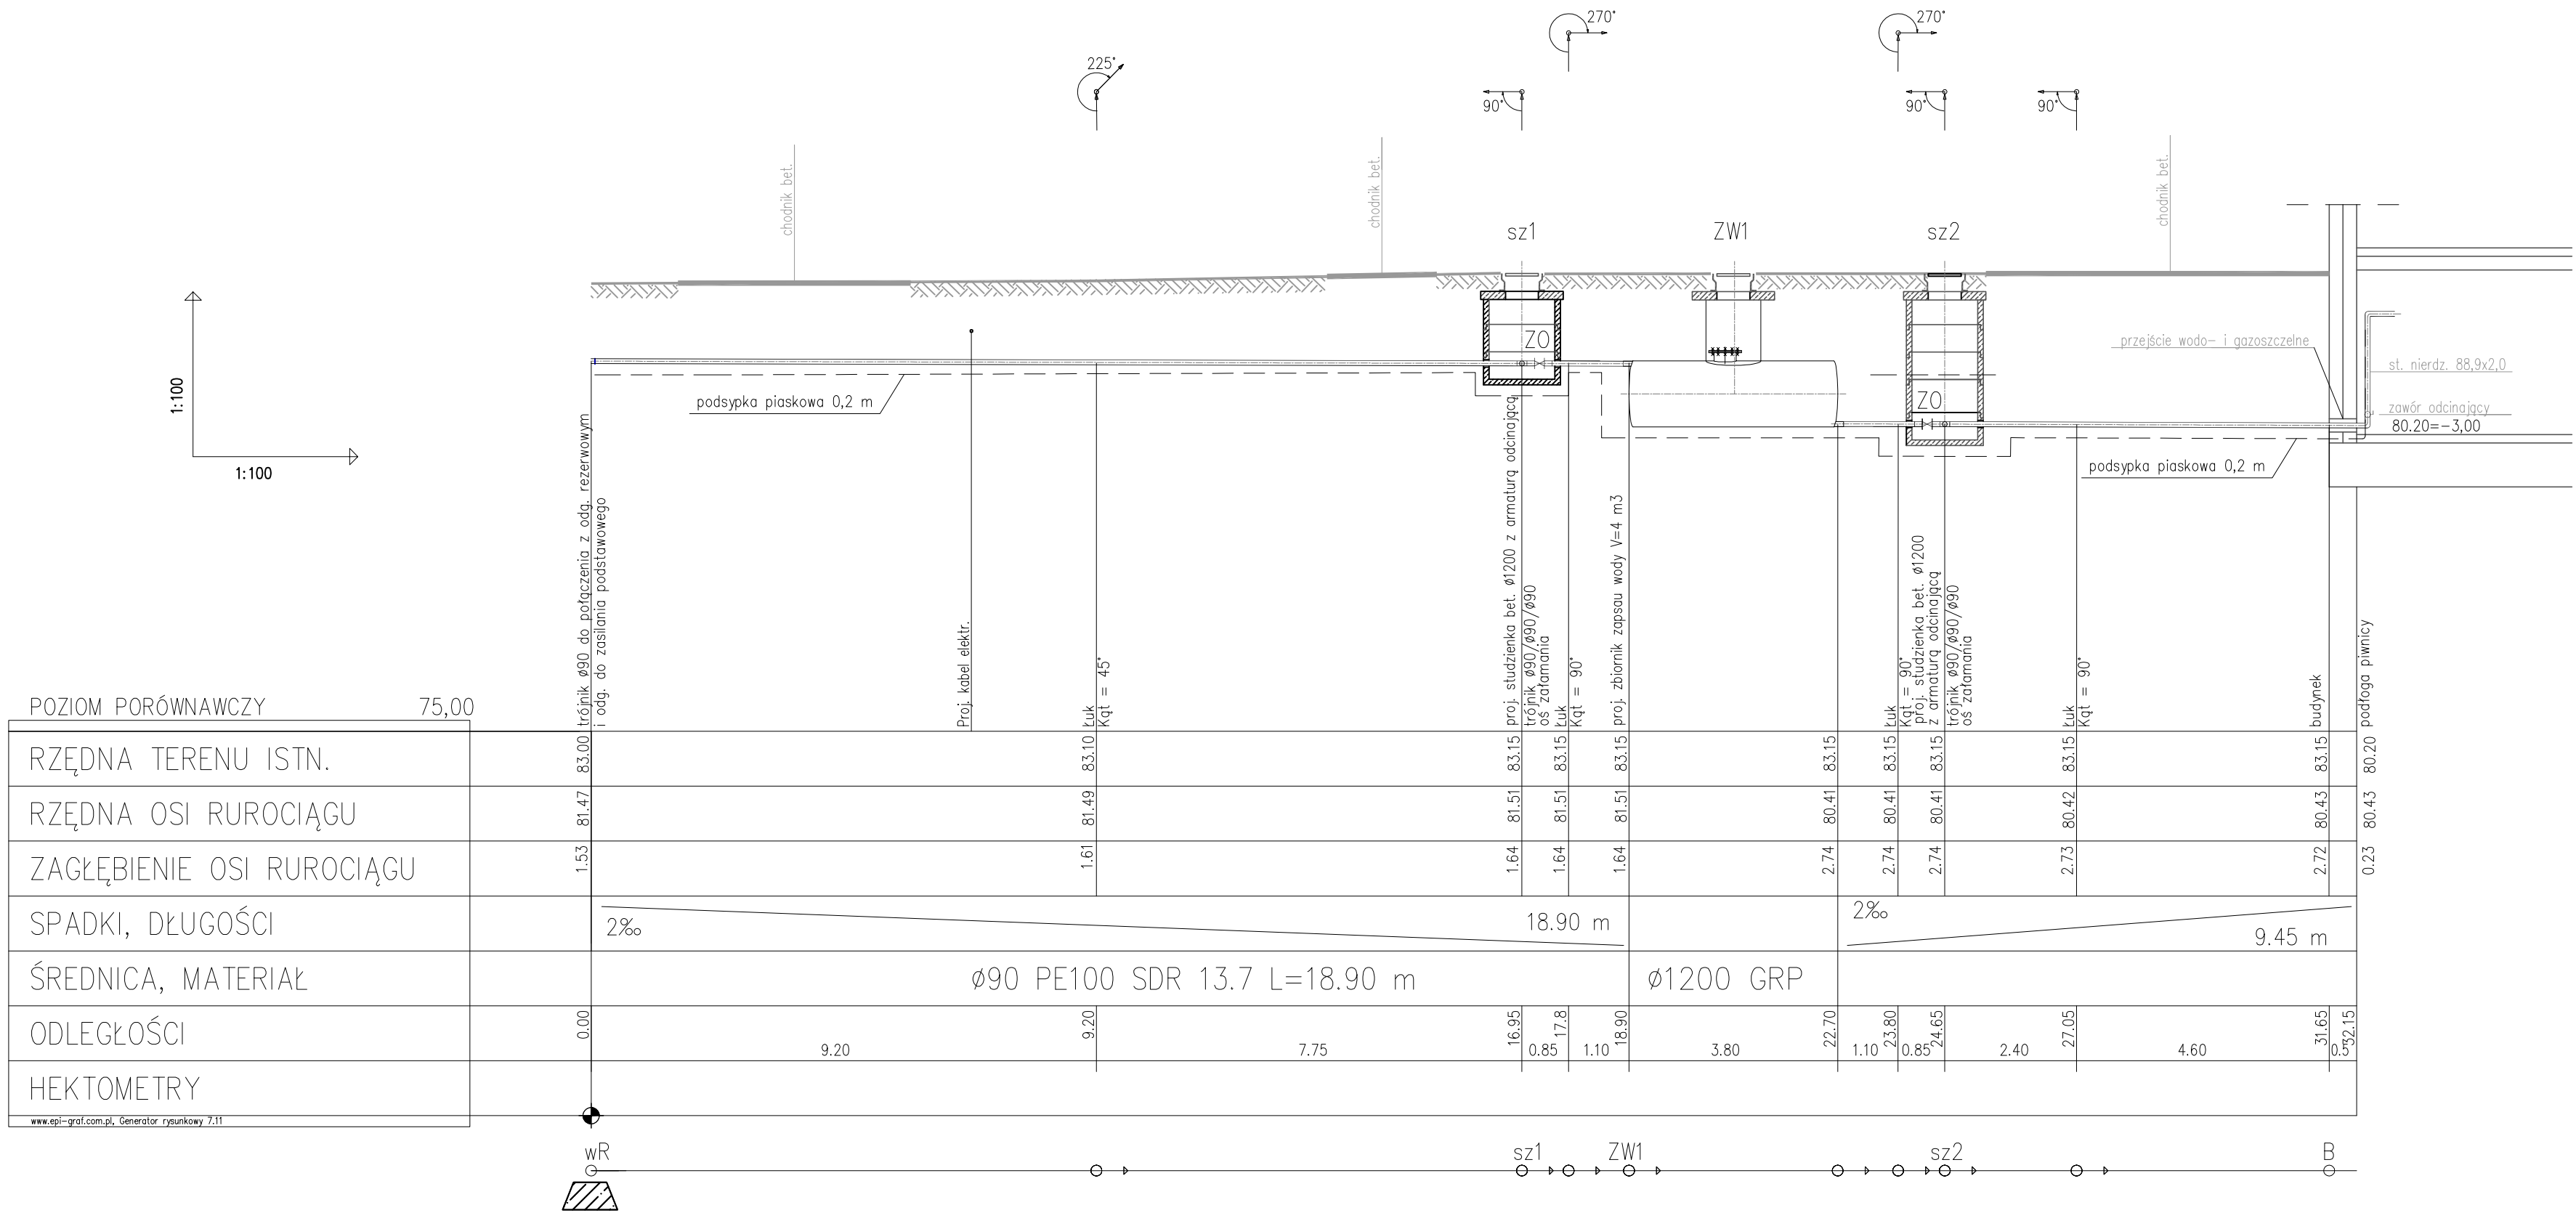 270°
270°
225°
90°
90°
90°
chodnik bet.
chodnik bet.
chodnik bet.
sz1
ZW1
sz2
ZO
ZO
przejście wodo- i gazoszczelne
st. nierdz. 88,9x2,0
zawór odcinający
80.20=-3,00
1:100
1:100
podsypka piaskowa 0,2 m
podsypka piaskowa 0,2 m
trójnik ø90 do połączenia z odg. rezerwowym
i odg. do zasilania podstawowego
Proj. kabel elektr.
Łuk
Kąt = 45°
proj. studzienka bet. ø1200 z armaturą odcinającą
trójnik ø90/ø90/ø90
oś załamania
Łuk
Kąt = 90°
proj. zbiornik zapsau wody V=4 m3
Łuk
Kąt = 90°
proj. studzienka bet. ø1200
z armaturą odcinającą
trójnik ø90/ø90/ø90
oś załamania
Łuk
Kąt = 90°
budynek
podłoga piwnicy
POZIOM PORÓWNAWCZY 75,00
RZĘDNA TERENU ISTN. 83.00 83.10 83.15 83.15 83.15 83.15 83.15 83.15 83.15 83.15 80.20
RZĘDNA OSI RUROCIĄGU 81.47 81.49 81.51 81.51 81.51 80.41 80.41 80.41 80.42 80.43 80.43
ZAGŁĘBIENIE OSI RUROCIĄGU 1.53 1.61 1.64 1.64 1.64 2.74 2.74 2.74 2.73 2.72 0.23
SPADKI, DŁUGOŚCI 2‰ 18.90 m 2‰ 9.45 m
ŚREDNICA, MATERIAŁ ø90 PE100 SDR 13.7 L=18.90 m ø1200 GRP
ODLEGŁOŚCI 0.00 9.20 16.95 17.8 18.90 22.70 23.80 24.65 27.05 31.65 32.15
9.20 7.75 0.85 1.10 3.80 1.10 0.85 2.40 4.60 0.5
HEKTOMETRY
www.epi-graf.com.pl, Generator rysunkowy 7.11
wR sz1 ZW1 sz2 B